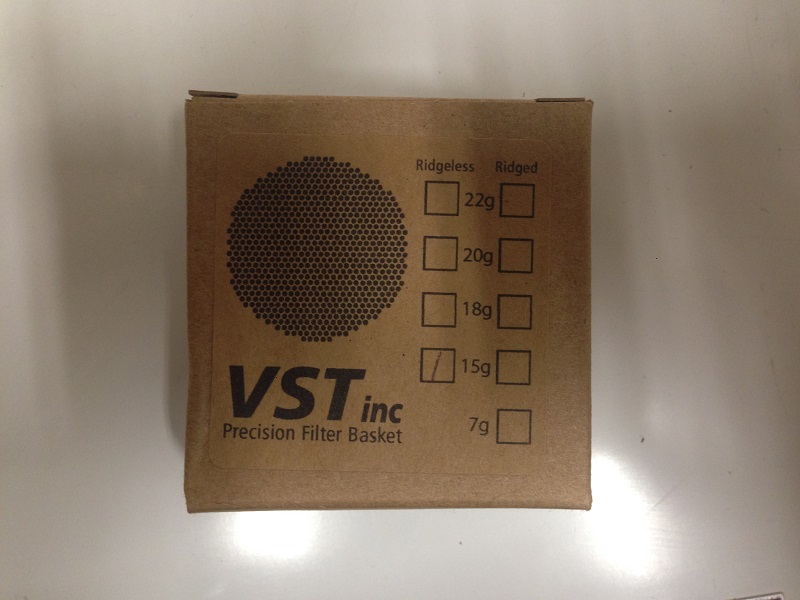 Ridgeless Ridged
22g
20g
18g
15g
7g
VST inc
Precision Filter Basket